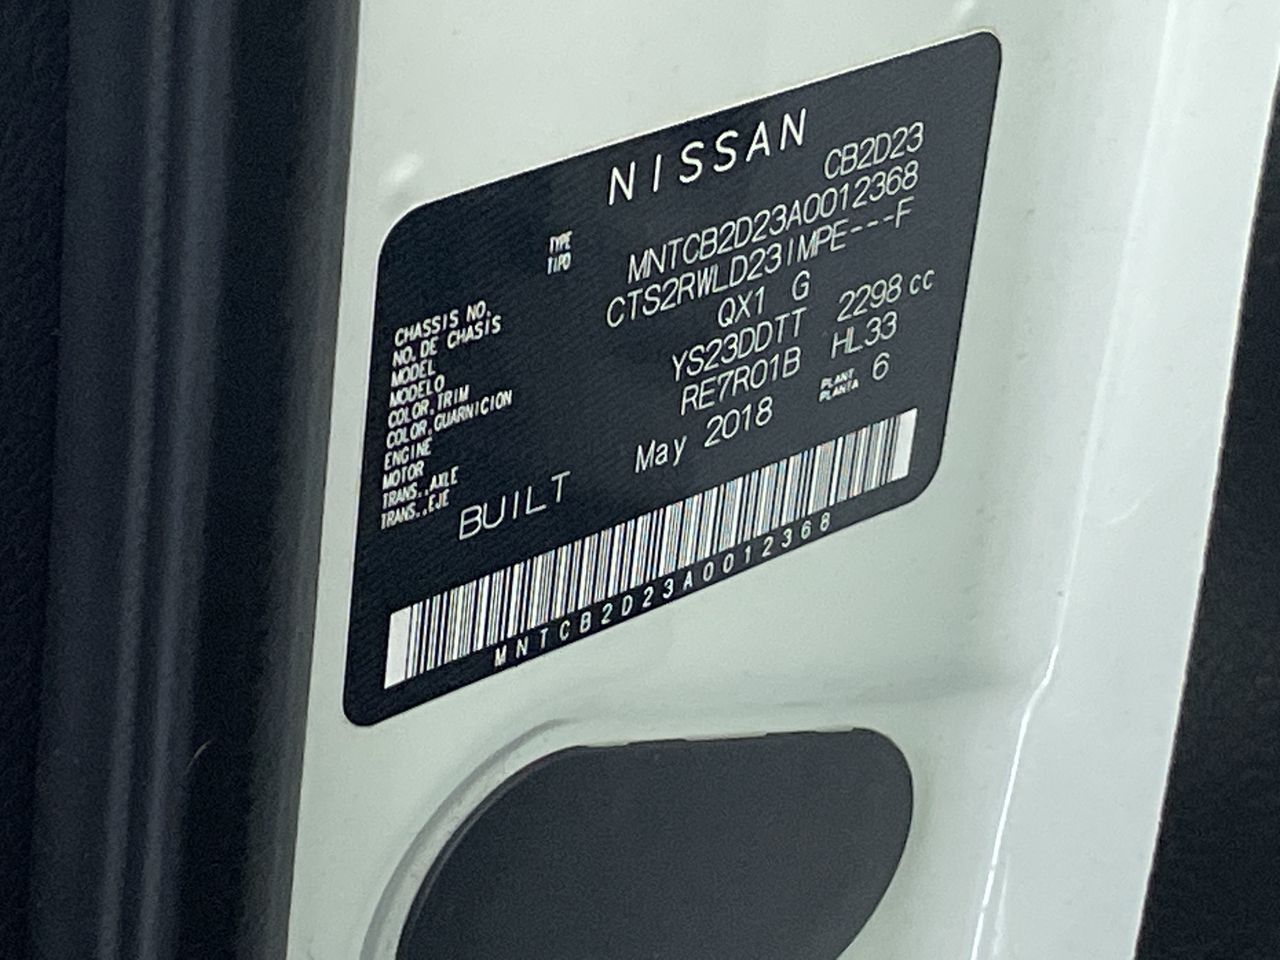 NISSAN
TYPE CB2D23
TIPO
CHASSIS NO. MNTCB2D23A0012368
NO. DE CHASIS
MODEL CTS2RWLD23IMPE---F
MODELO
COLOR, TRIM QX1 G
COLOR, GUARNICION
ENGINE YS23DDTT 2298 cc
MOTOR
TRANS., AXLE RE7R01B HL33
TRANS., EJE
PLANT 6
PLANTA
BUILT May 2018
MNTCB2D23A0012368